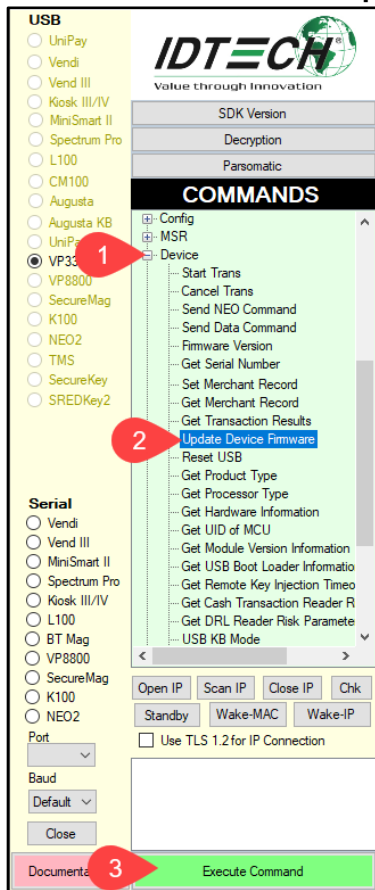 USB
UniPay
Vendi
Vend III
Kiosk III/IV
MiniSmart II
Spectrum Pro
L100
CM100
Augusta
Augusta KB
UniPa
VP33
VP8800
SecureMag
K100
NEO2
TMS
SecureKey
SREDKey2
Serial
Vendi
Vend III
MiniSmart II
Spectrum Pro
Kiosk III/IV
L100
BT Mag
VP8800
SecureMag
K100
NEO2
Port
Baud
Default
Close
Documenta
IDTECH®
Value through Innovation
SDK Version
Decryption
Parsomatic
COMMANDS
Config
MSR
1
Device
Start Trans
Cancel Trans
Send NEO Command
Send Data Command
Firmware Version
Get Serial Number
Set Merchant Record
Get Merchant Record
Get Transaction Results
2
Update Device Firmware
Reset USB
Get Product Type
Get Processor Type
Get Hardware Information
Get UID of MCU
Get Module Version Information
Get USB Boot Loader Informatio
Get Remote Key Injection Timeo
Get Cash Transaction Reader R
Get DRL Reader Risk Paramete
USB KB Mode
Open IP Scan IP Close IP Chk
Standby Wake-MAC Wake-IP
Use TLS 1.2 for IP Connection
3
Execute Command